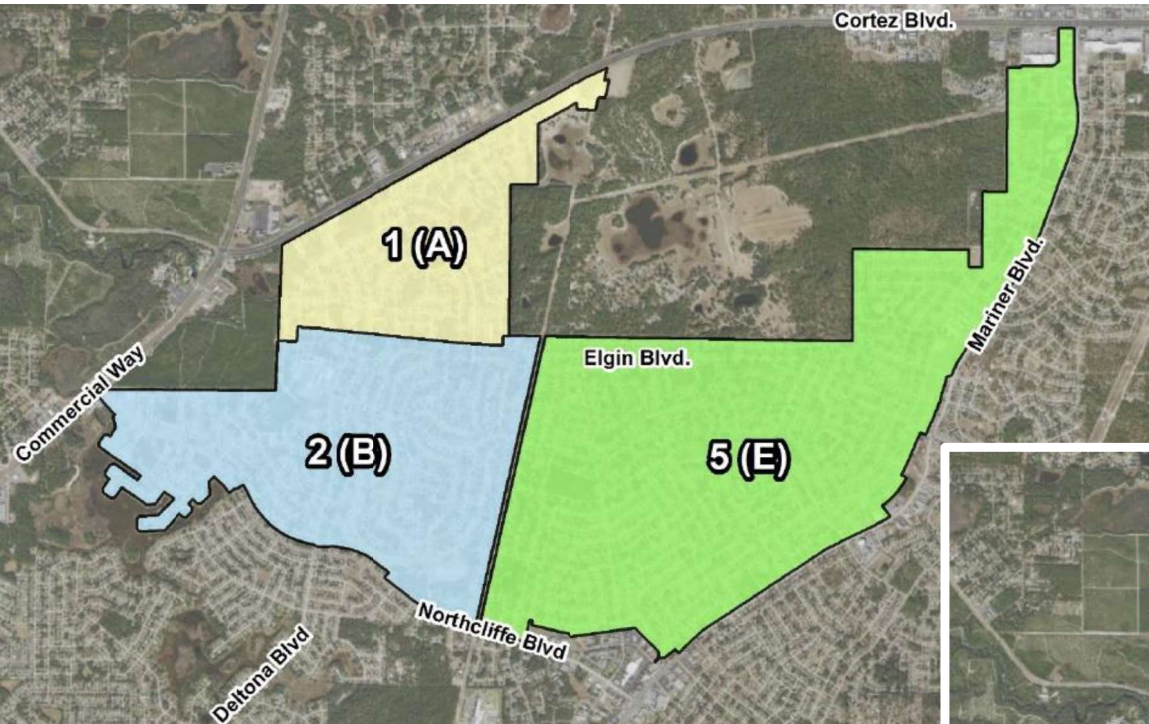 Cortez Blvd.
1 (A)
Mariner Blvd.
Elgin Blvd.
Commercial Way
2 (B)
5 (E)
Northcliffe Blvd
Deltona Blvd